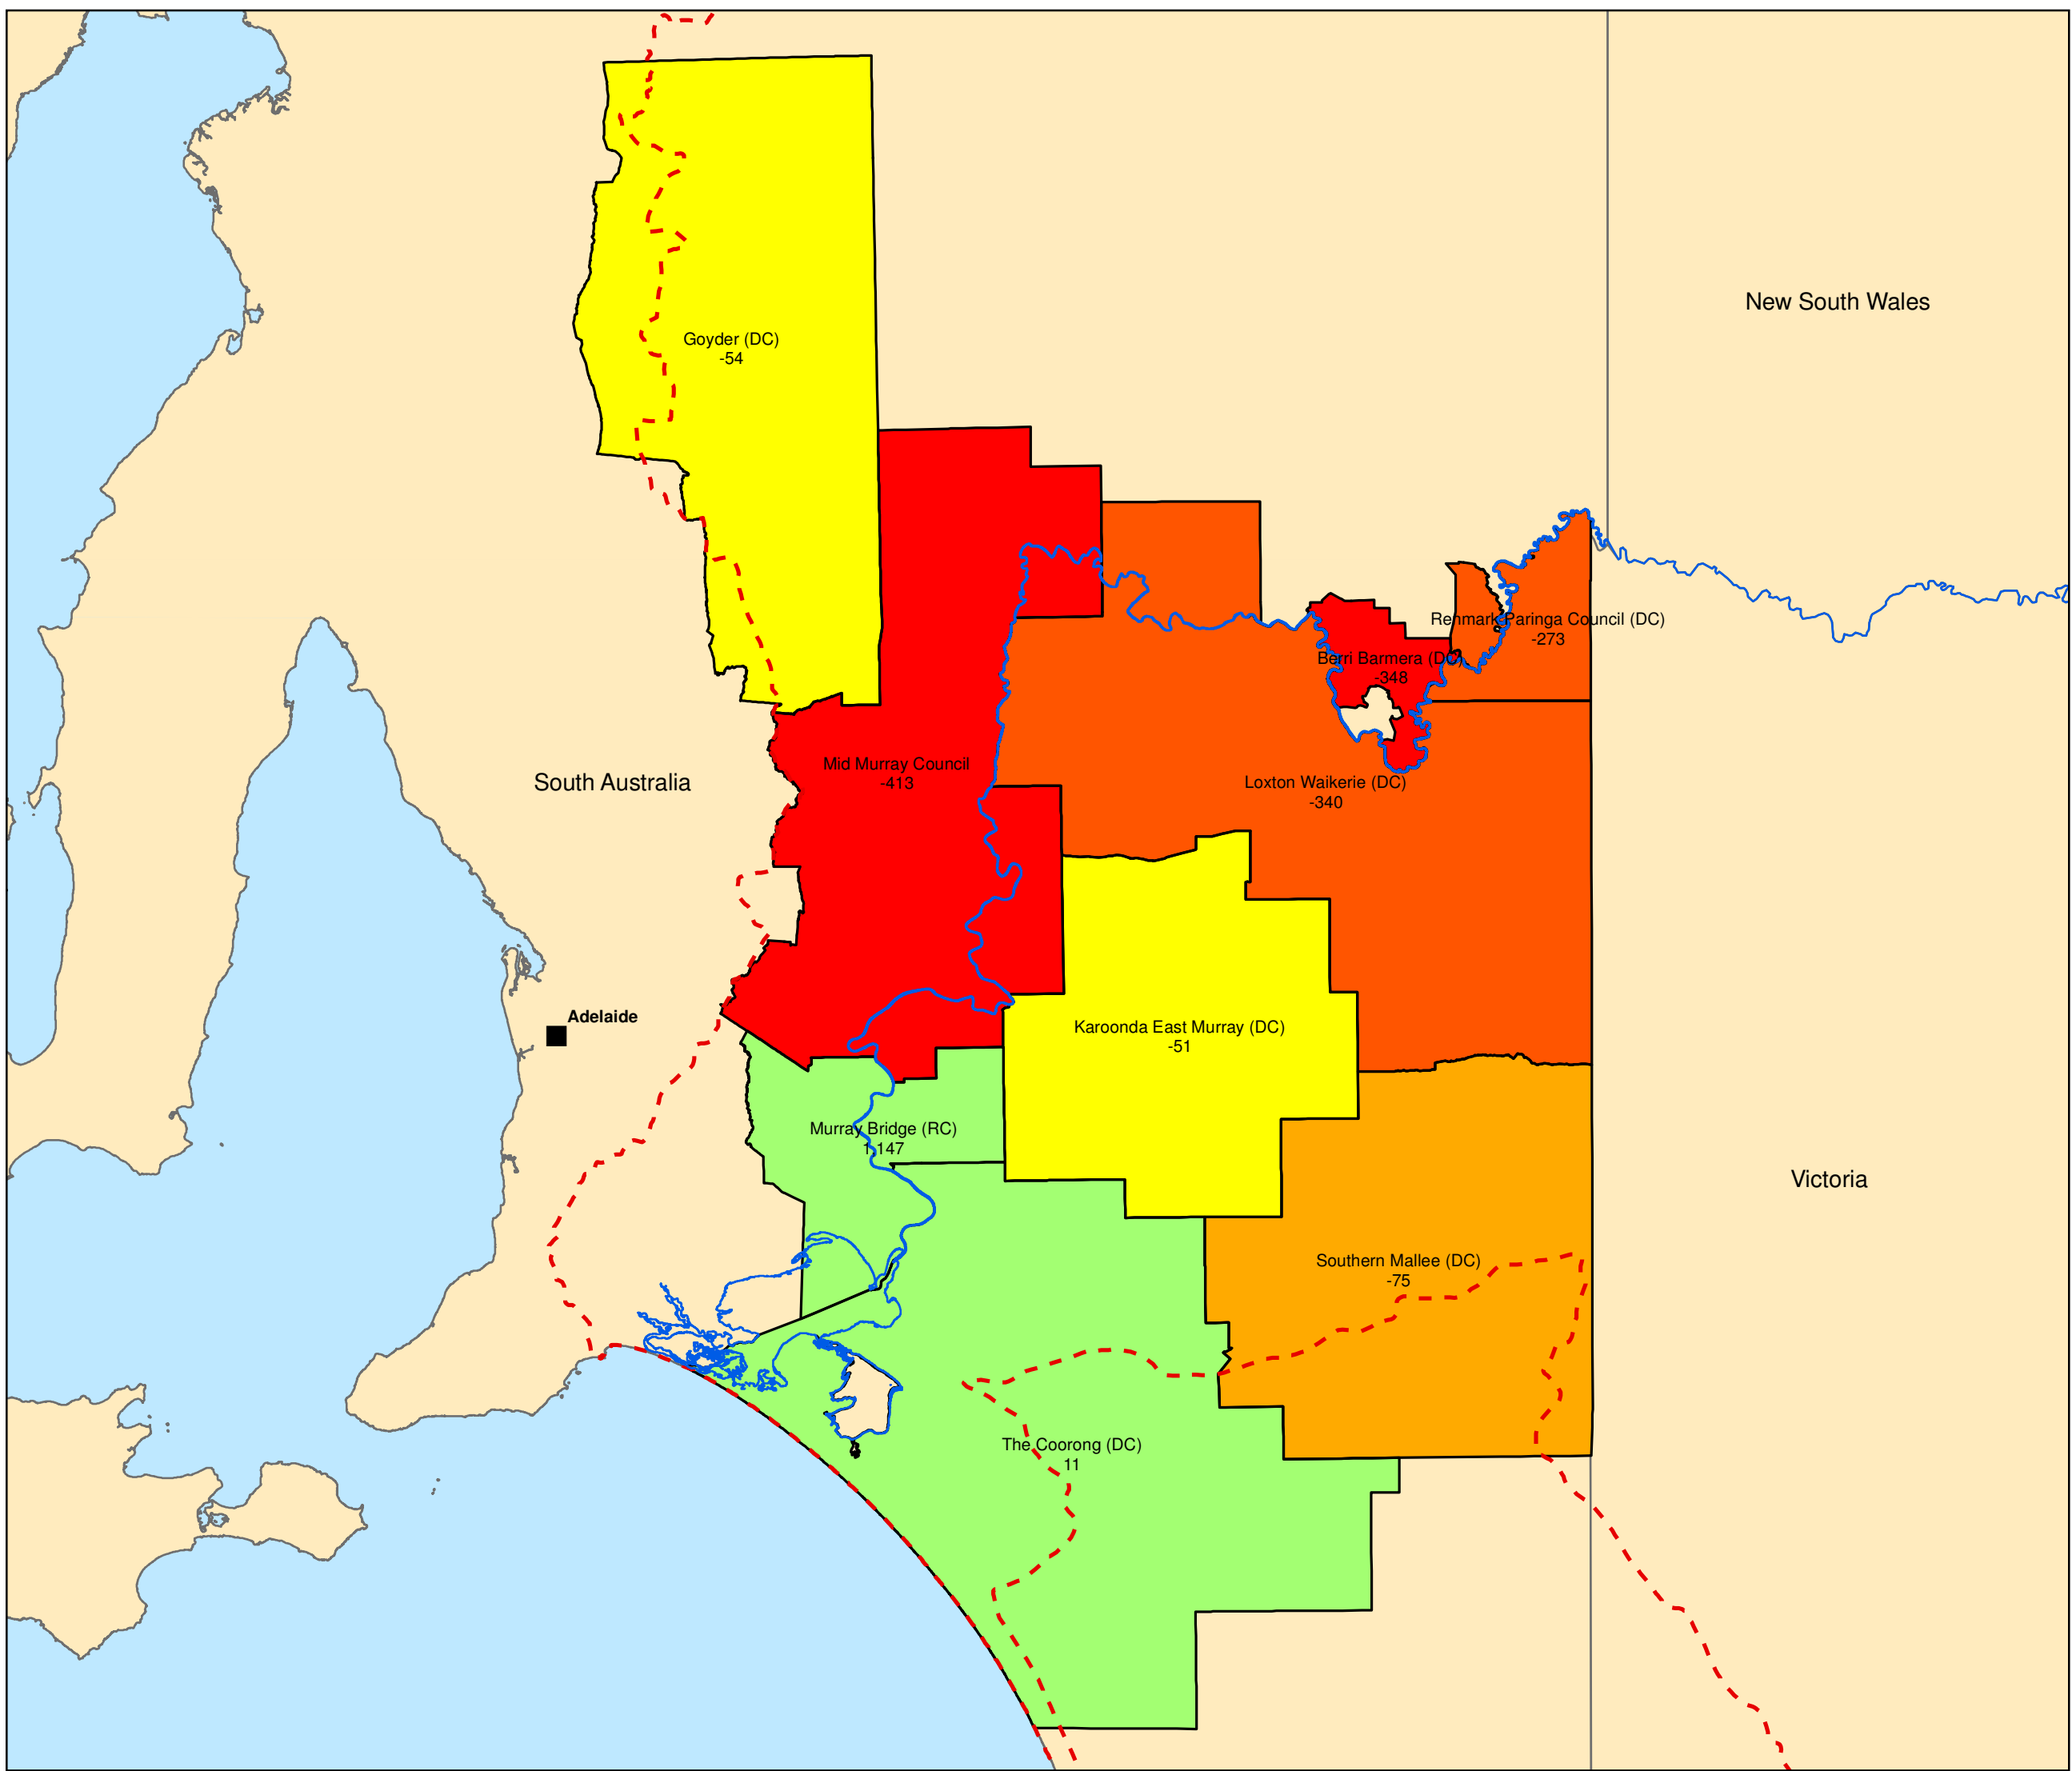 New South Wales
Goyder (DC)
-54
Renmark Paringa Council (DC)
-273
Berri Barmera (DC)
-348
Mid Murray Council
-413
South Australia
Loxton Waikerie (DC)
-340
Adelaide
Karoonda East Murray (DC)
-51
Murray Bridge (RC)
1,147
Victoria
Southern Mallee (DC)
-75
The Coorong (DC)
11